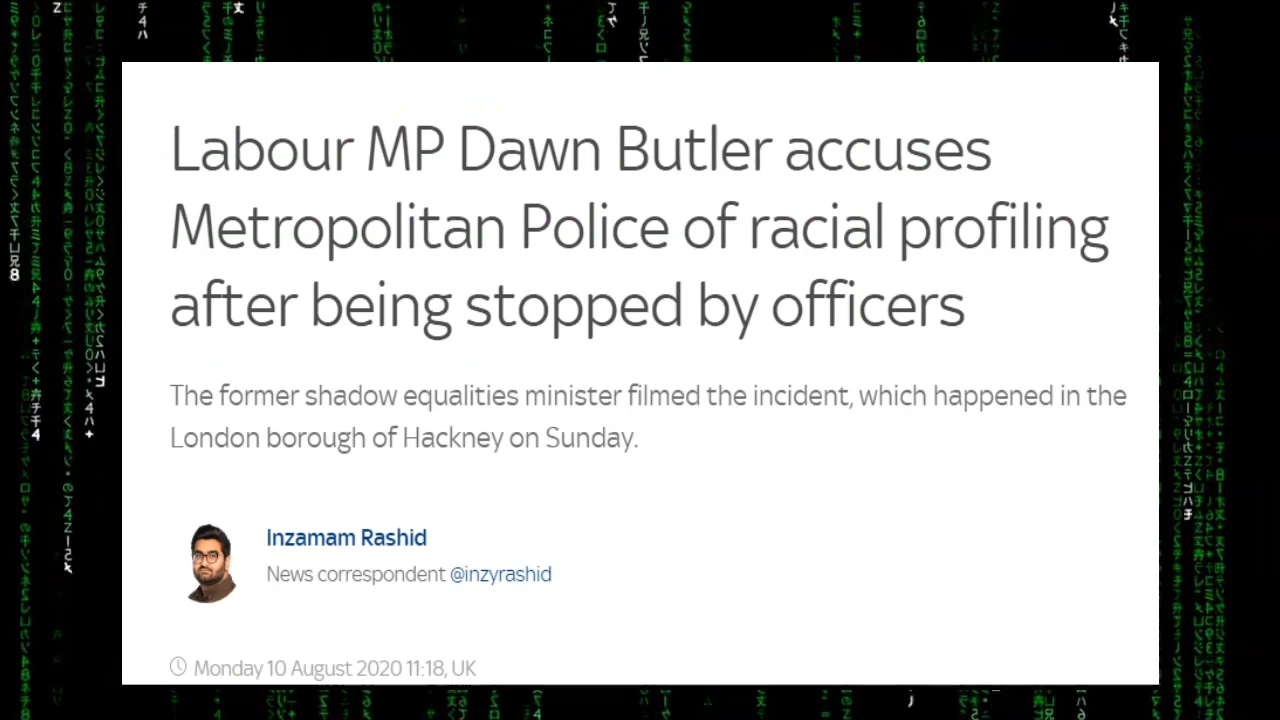 Labour MP Dawn Butler accuses
Metropolitan Police of racial profiling
after being stopped by officers
The former shadow equalities minister filmed the incident, which happened in the
London borough of Hackney on Sunday.
Inzamam Rashid
News correspondent @inzyrashid
Monday 10 August 2020 11:18, UK